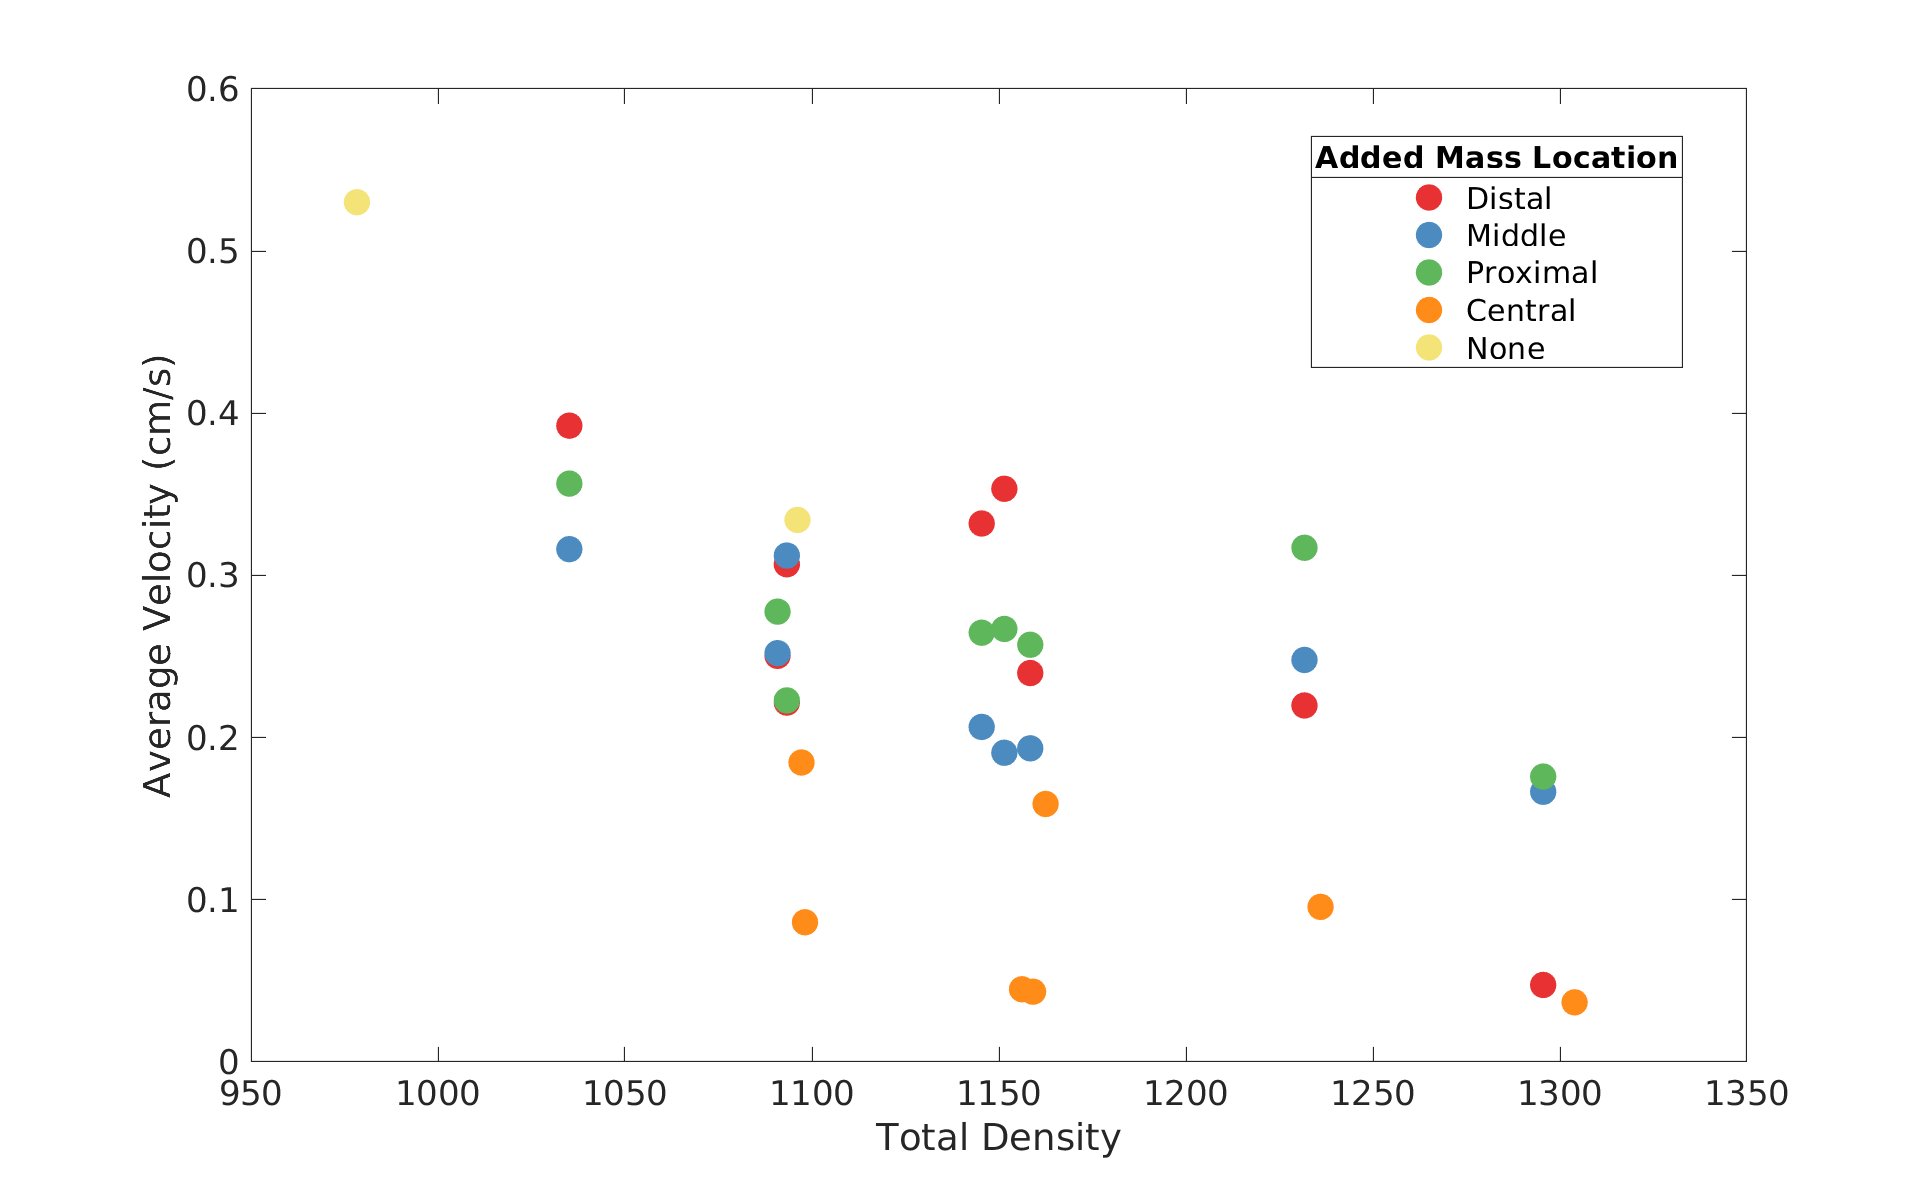 0.6
0.5
0.4
0.3
0.2
0.1
0
Average Velocity (cm/s)
Added Mass Location
Distal
Middle
Proximal
Central
None
950 1000 1050 1100 1150 1200 1250 1300 1350
Total Density